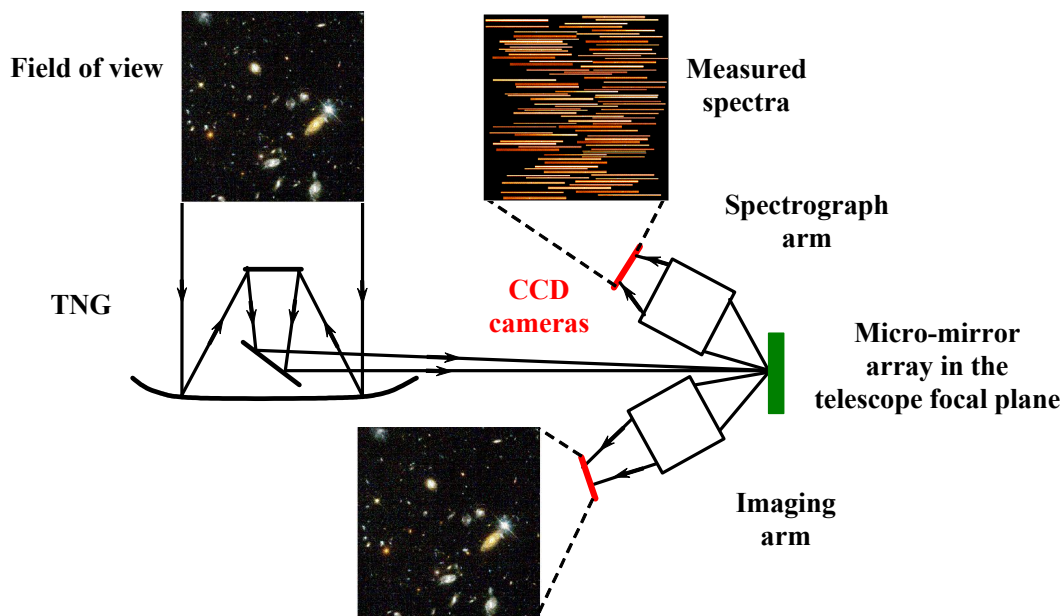 Field of view
Measured
spectra
Spectrograph
arm
TNG
CCD
cameras
Micro-mirror
array in the
telescope focal plane
Imaging
arm